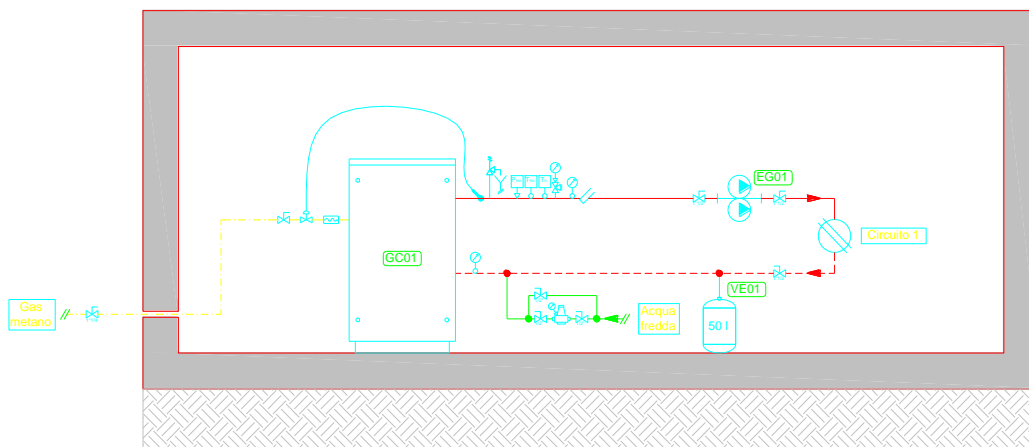 EG01
Circuito 1
GC01
VE01
Gas
metano
Acqua
fredda
50 l